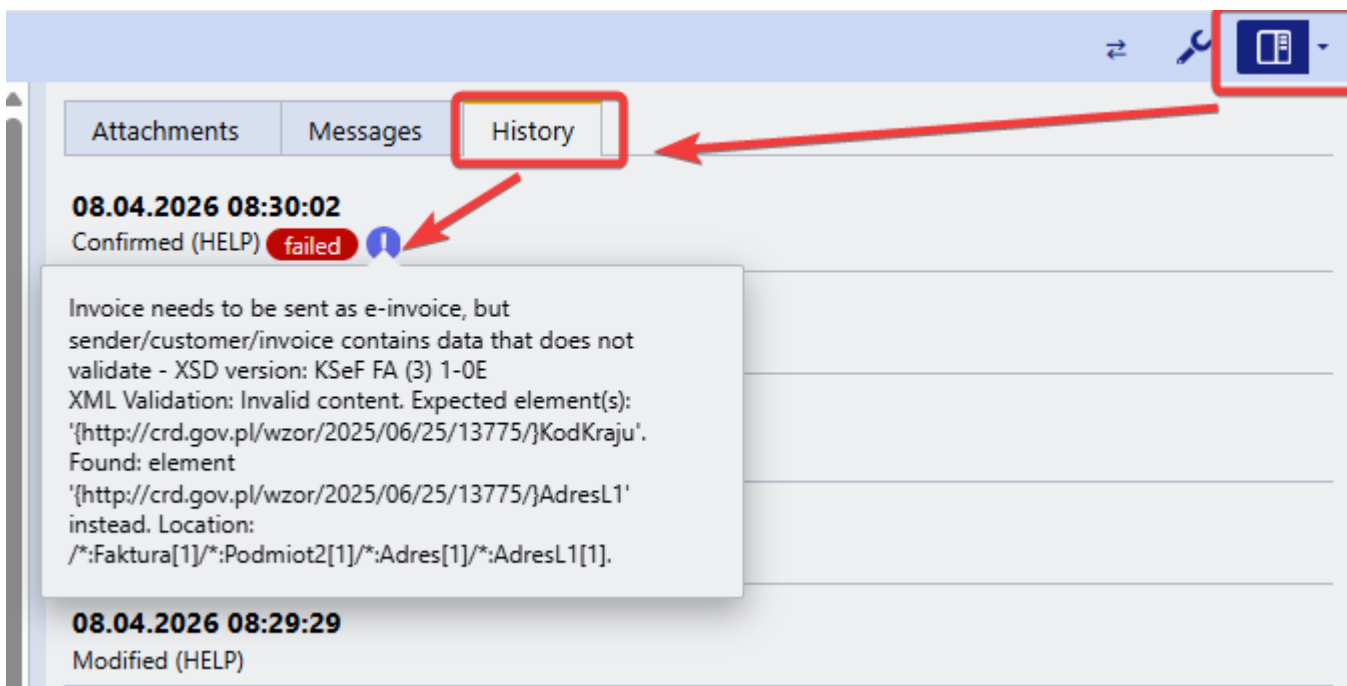 Attachments Messages History
08.04.2026 08:30:02
Confirmed (HELP) failed
Invoice needs to be sent as e-invoice, but
sender/customer/invoice contains data that does not
validate - XSD version: KSeF FA (3) 1-0E
XML Validation: Invalid content. Expected element(s):
'{http://crd.gov.pl/wzor/2025/06/25/13775/}KodKraju'.
Found: element
'{http://crd.gov.pl/wzor/2025/06/25/13775/}AdresL1'
instead. Location:
/*:Faktura[1]/*:Podmiot2[1]/*:Adres[1]/*:AdresL1[1].
08.04.2026 08:29:29
Modified (HELP)